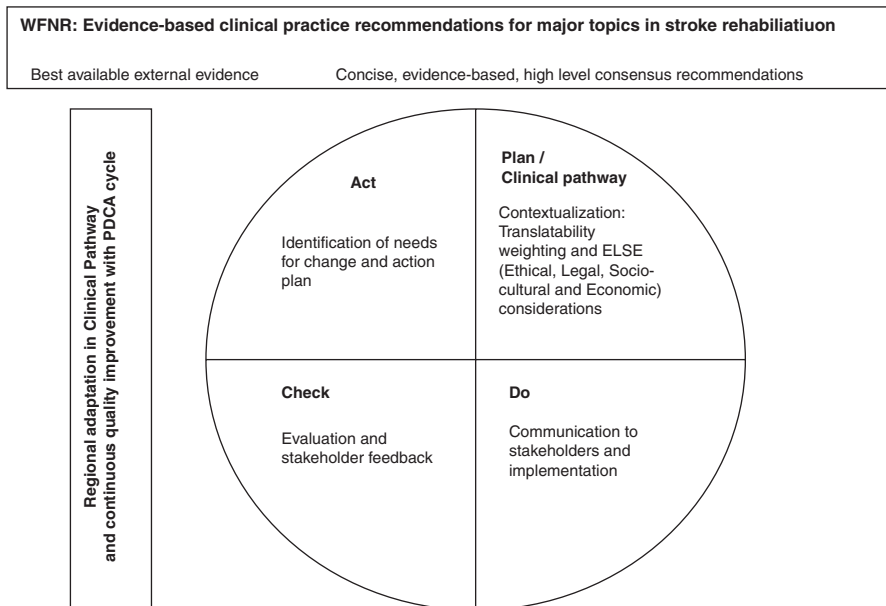 WFNR: Evidence-based clinical practice recommendations for major topics in stroke rehabiliatiuon
Best available external evidence
Concise, evidence-based, high level consensus recommendations
Regional adaptation in Clinical Pathway
and continuous quality improvement with PDCA cycle
Act
Identification of needs
for change and action
plan
Plan /
Clinical pathway
Contextualization:
Translatability
weighting and ELSE
(Ethical, Legal, Socio-
cultural and Economic)
considerations
Check
Evaluation and
stakeholder feedback
Do
Communication to
stakeholders and
implementation